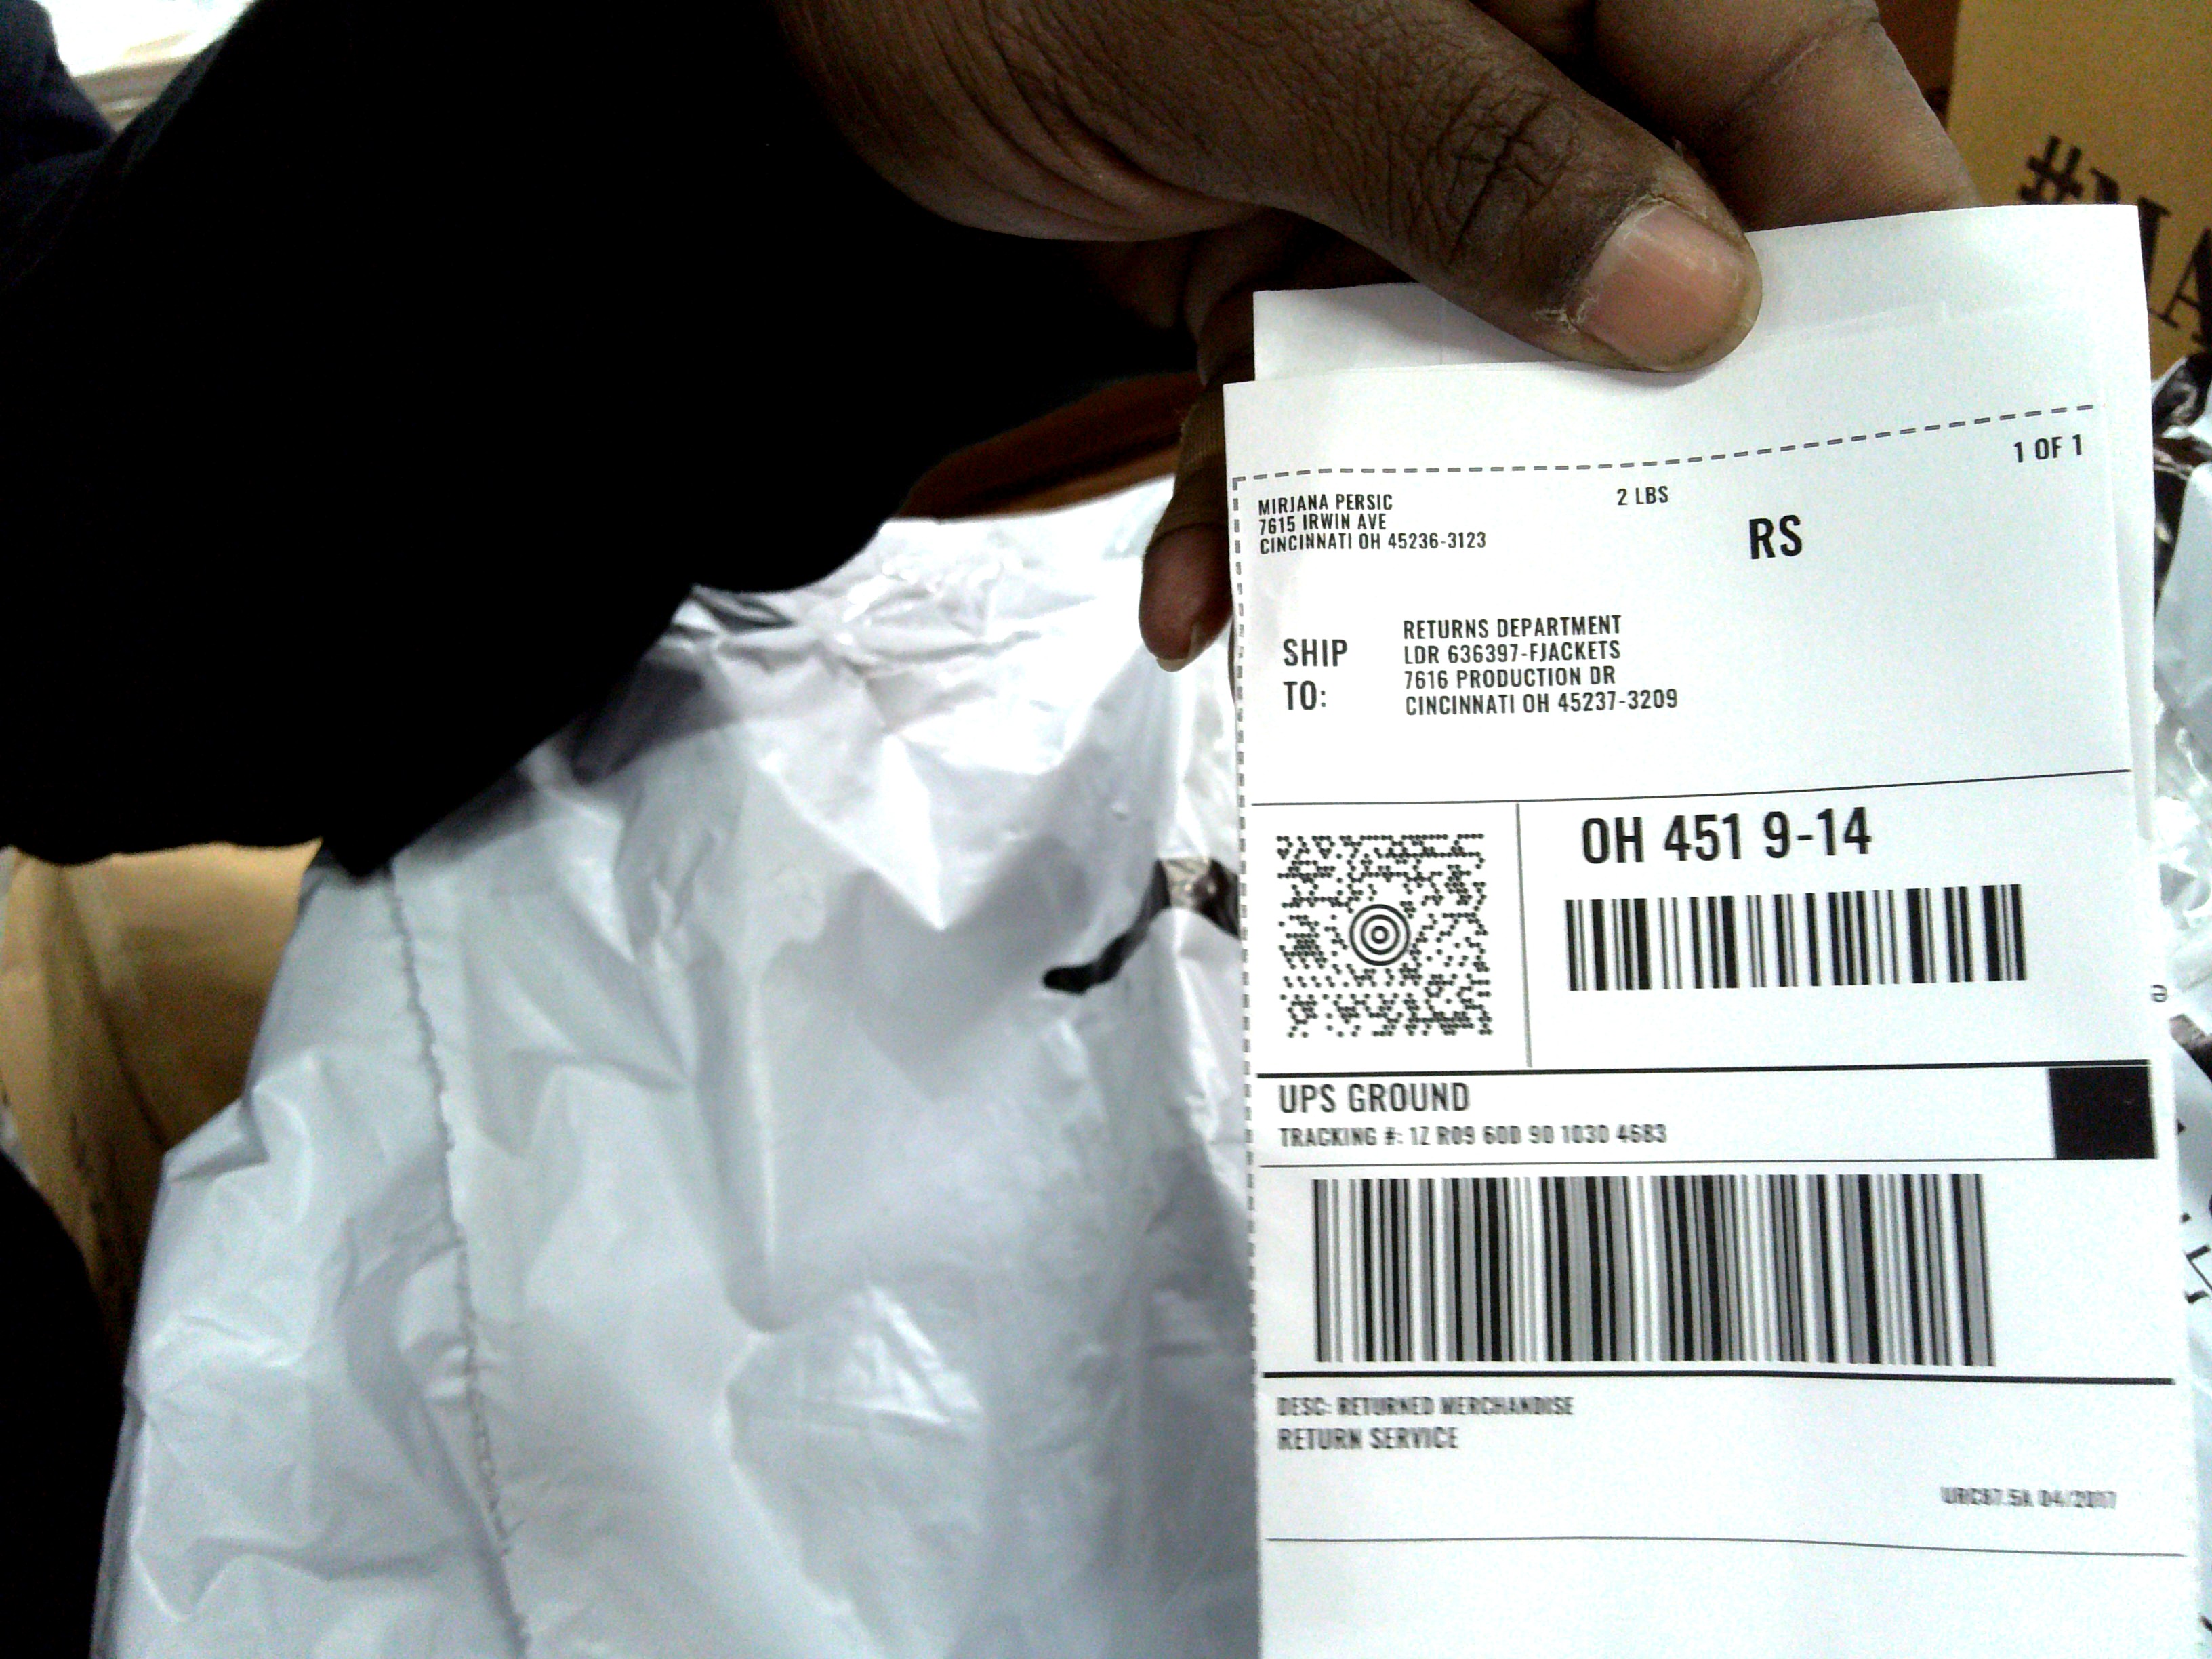 1 OF 1
MIRJANA PERSIC
7615 IRWIN AVE
CINCINNATI OH 45236-3123
2 LBS
RS
SHIP
TO:
RETURNS DEPARTMENT
LDR 636397-FJACKETS
7616 PRODUCTION DR
CINCINNATI OH 45237-3209
OH 451 9-14
UPS GROUND
TRACKING #: 1Z R09 60D 90 1030 4683
DESC: RETURNED MERCHANDISE
RETURN SERVICE